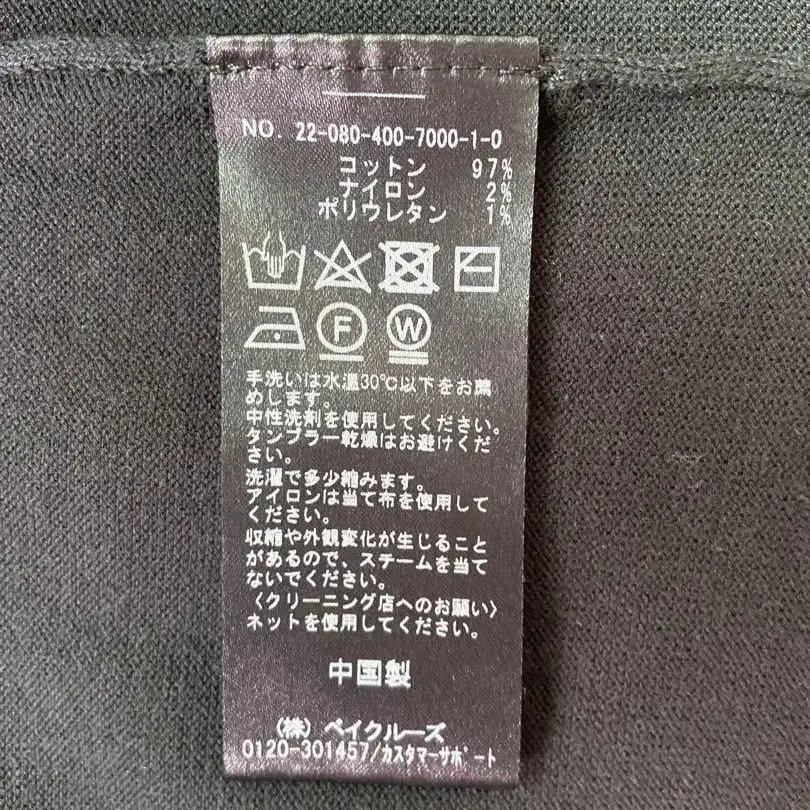 NO. 22-080-400-7000-1-0
コットン 97%
ナイロン 2%
ポリウレタン 1%
F W
手洗いは水温30℃以下をお薦
めします。
中性洗剤を使用してください。
タンブラー乾燥はお避けくだ
さい。
洗濯で多少縮みます。
アイロンは当て布を使用して
ください。
収縮や外観変化が生じること
があるので、スチームを当て
ないでください。
〈クリーニング店へのお願い〉
ネットを使用してください。
中国製
(株) ベイクルーズ
0120-301457/カスタマーサポート